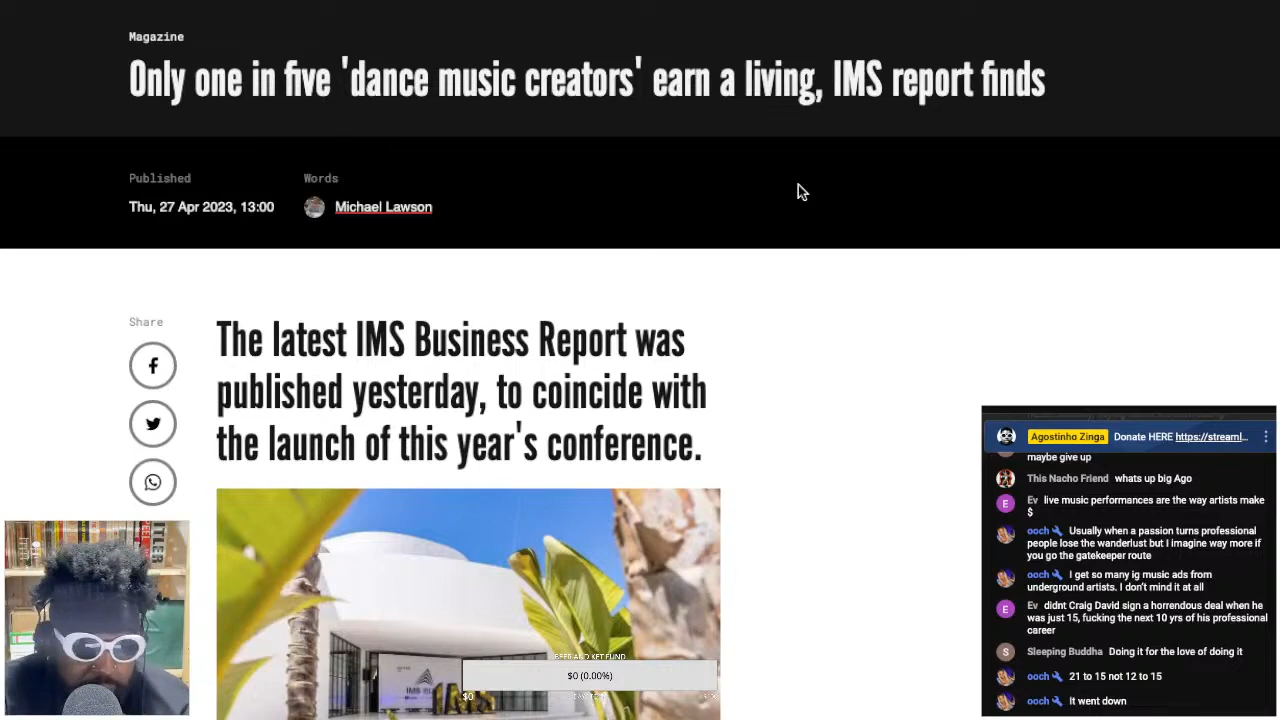 Magazine
Only one in five 'dance music creators' earn a living, IMS report finds
Published
Words
Thu, 27 Apr 2023, 13:00
Michael Lawson
Share
The latest IMS Business Report was
published yesterday, to coincide with
the launch of this year's conference.
Agostinho Zinga Donate HERE https://streaml...
maybe give up
This Nacho Friend whats up big Ago
Ev live music performances are the way artists make
$
ooch Usually when a passion turns professional
people lose the wanderlust but I imagine way more if
you go the gatekeeper route
ooch I get so many ig music ads from
underground artists. I don't mind it at all
Ev didnt Craig David sign a horrendous deal when he
was just 15, fucking the next 10 yrs of his professional
career
Sleeping Buddha Doing it for the love of doing it
ooch 21 to 15 not 12 to 15
ooch It went down
BEER AND KET FUND
$0 (0.00%)
$0